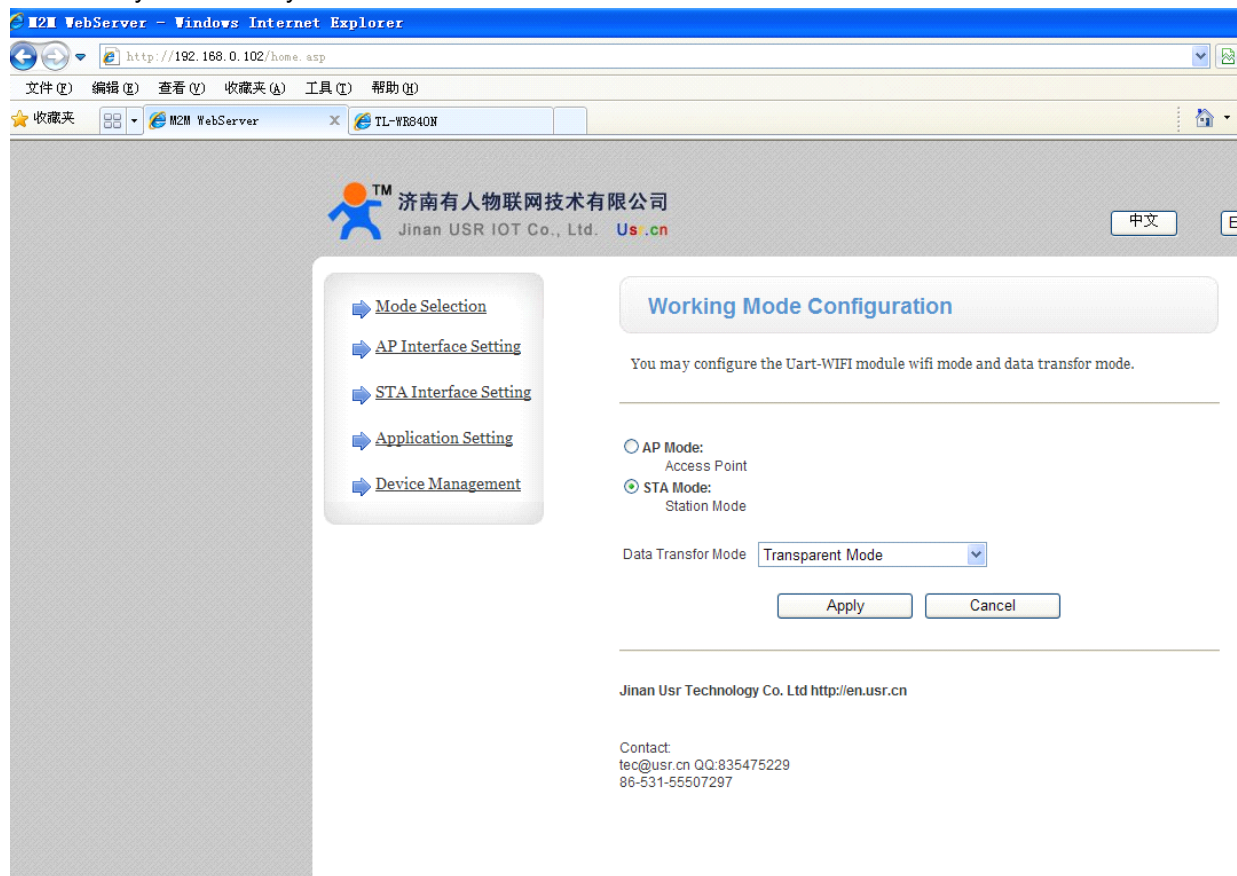 M2M WebServer - Windows Internet Explorer
http://192.168.0.102/home.asp
文件(F) 编辑(E) 查看(V) 收藏夹(A) 工具(T) 帮助(H)
收藏夹 M2M WebServer X TL-WR840N
TM 济南有人物联网技术有限公司
Jinan USR IOT Co., Ltd. Usr.cn
中文 E
Mode Selection
AP Interface Setting
STA Interface Setting
Application Setting
Device Management
Working Mode Configuration
You may configure the Uart-WIFI module wifi mode and data transfor mode.
AP Mode:
Access Point
STA Mode:
Station Mode
Data Transfor Mode Transparent Mode
Apply Cancel
Jinan Usr Technology Co. Ltd http://en.usr.cn
Contact:
tec@usr.cn QQ:835475229
86-531-55507297